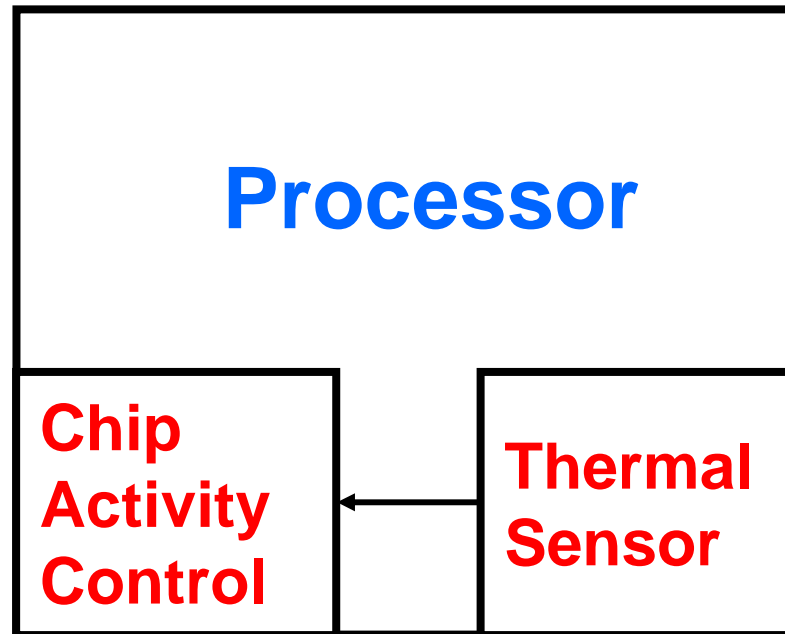 Processor
Chip
Activity
Control
Thermal
Sensor